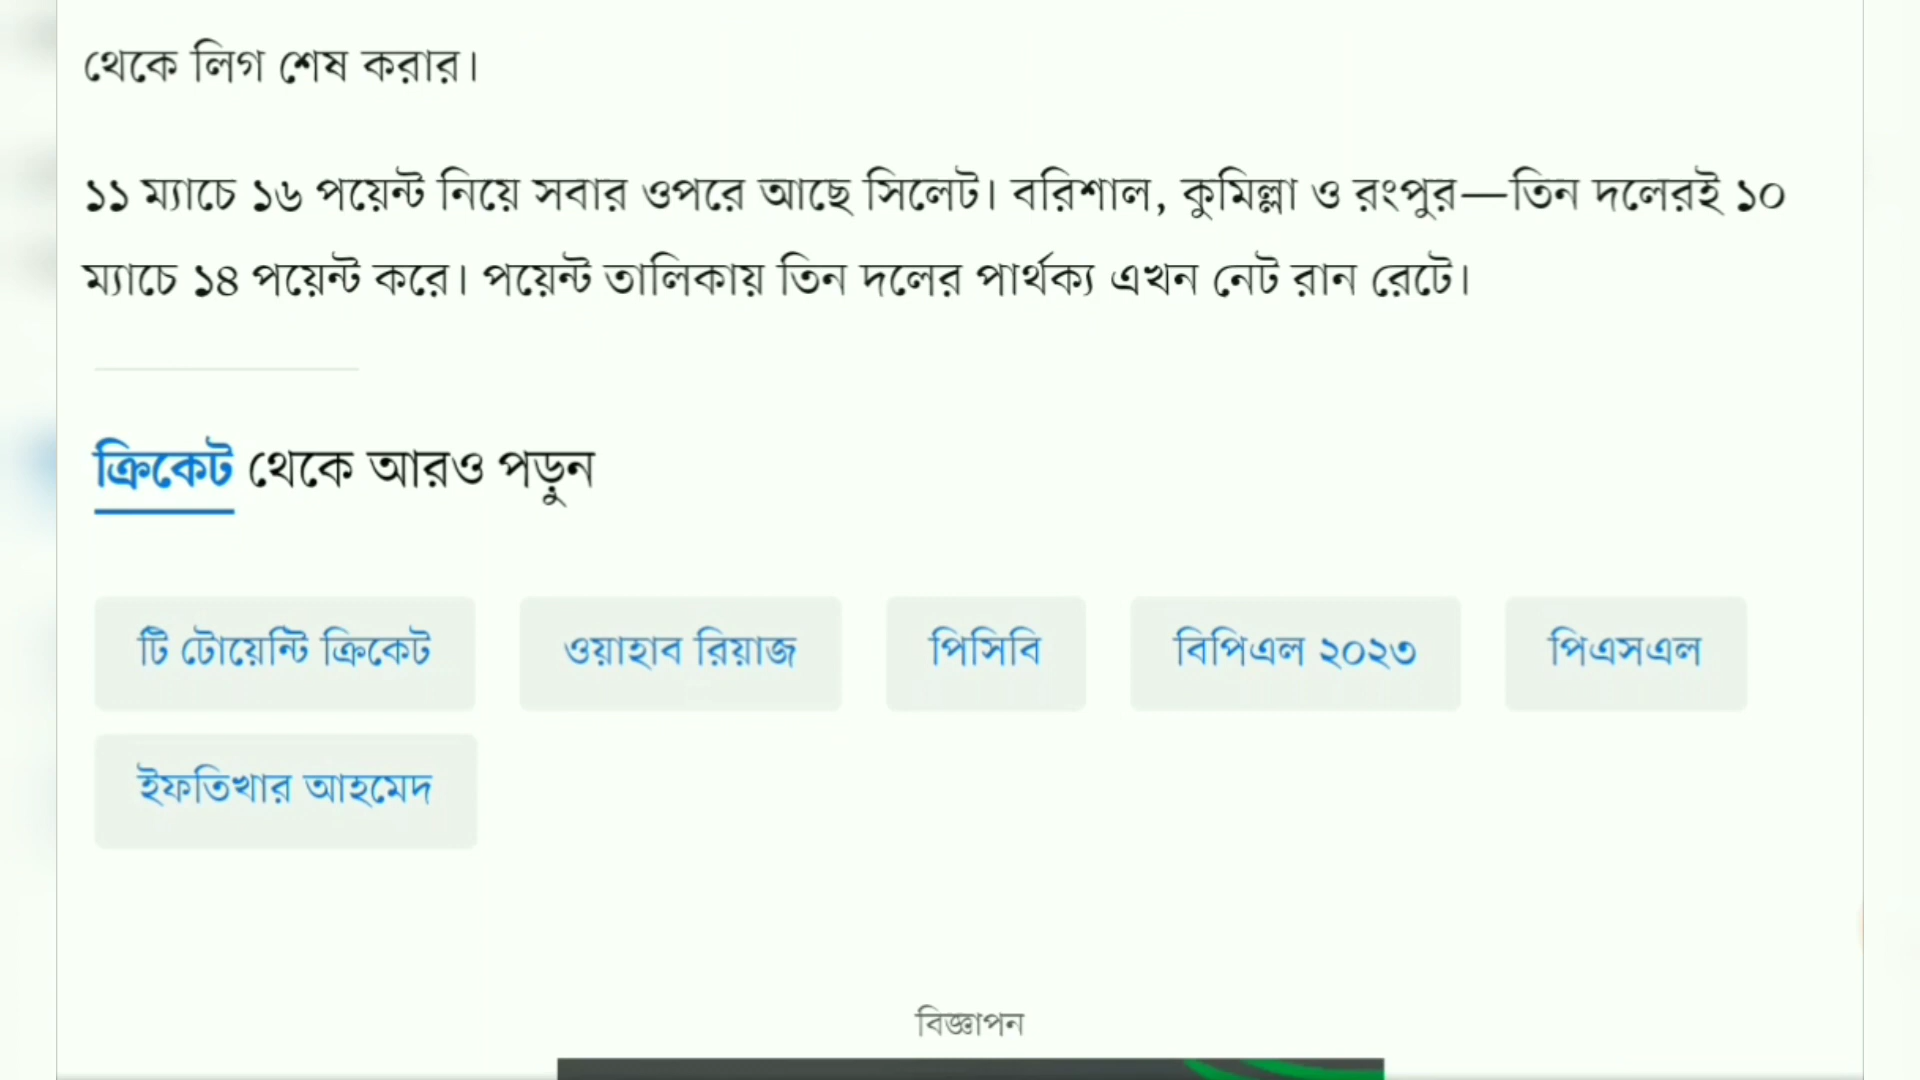 থেকে লিগ শেষ করার।
১১ ম্যাচে ১৬ পয়েন্ট নিয়ে সবার ওপরে আছে সিলেট। বরিশাল, কুমিল্লা ও রংপুর—তিন দলেরই ১০
ম্যাচে ১৪ পয়েন্ট করে। পয়েন্ট তালিকায় তিন দলের পার্থক্য এখন নেট রান রেটে।
ক্রিকেট থেকে আরও পড়ুন
টি টোয়েন্টি ক্রিকেট ওয়াহাব রিয়াজ পিসিবি বিপিএল ২০২৩ পিএসএল
ইফতিখার আহমেদ
বিজ্ঞাপন